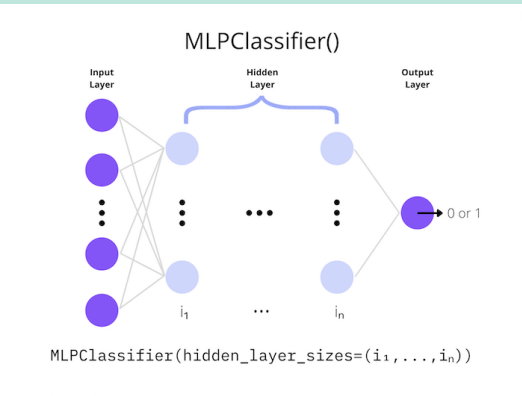 MLPClassifier()
Input
Layer
Hidden
Layer
Output
Layer
0 or 1
i₁
...
iₙ
MLPClassifier(hidden_layer_sizes=(i₁,...,iₙ))